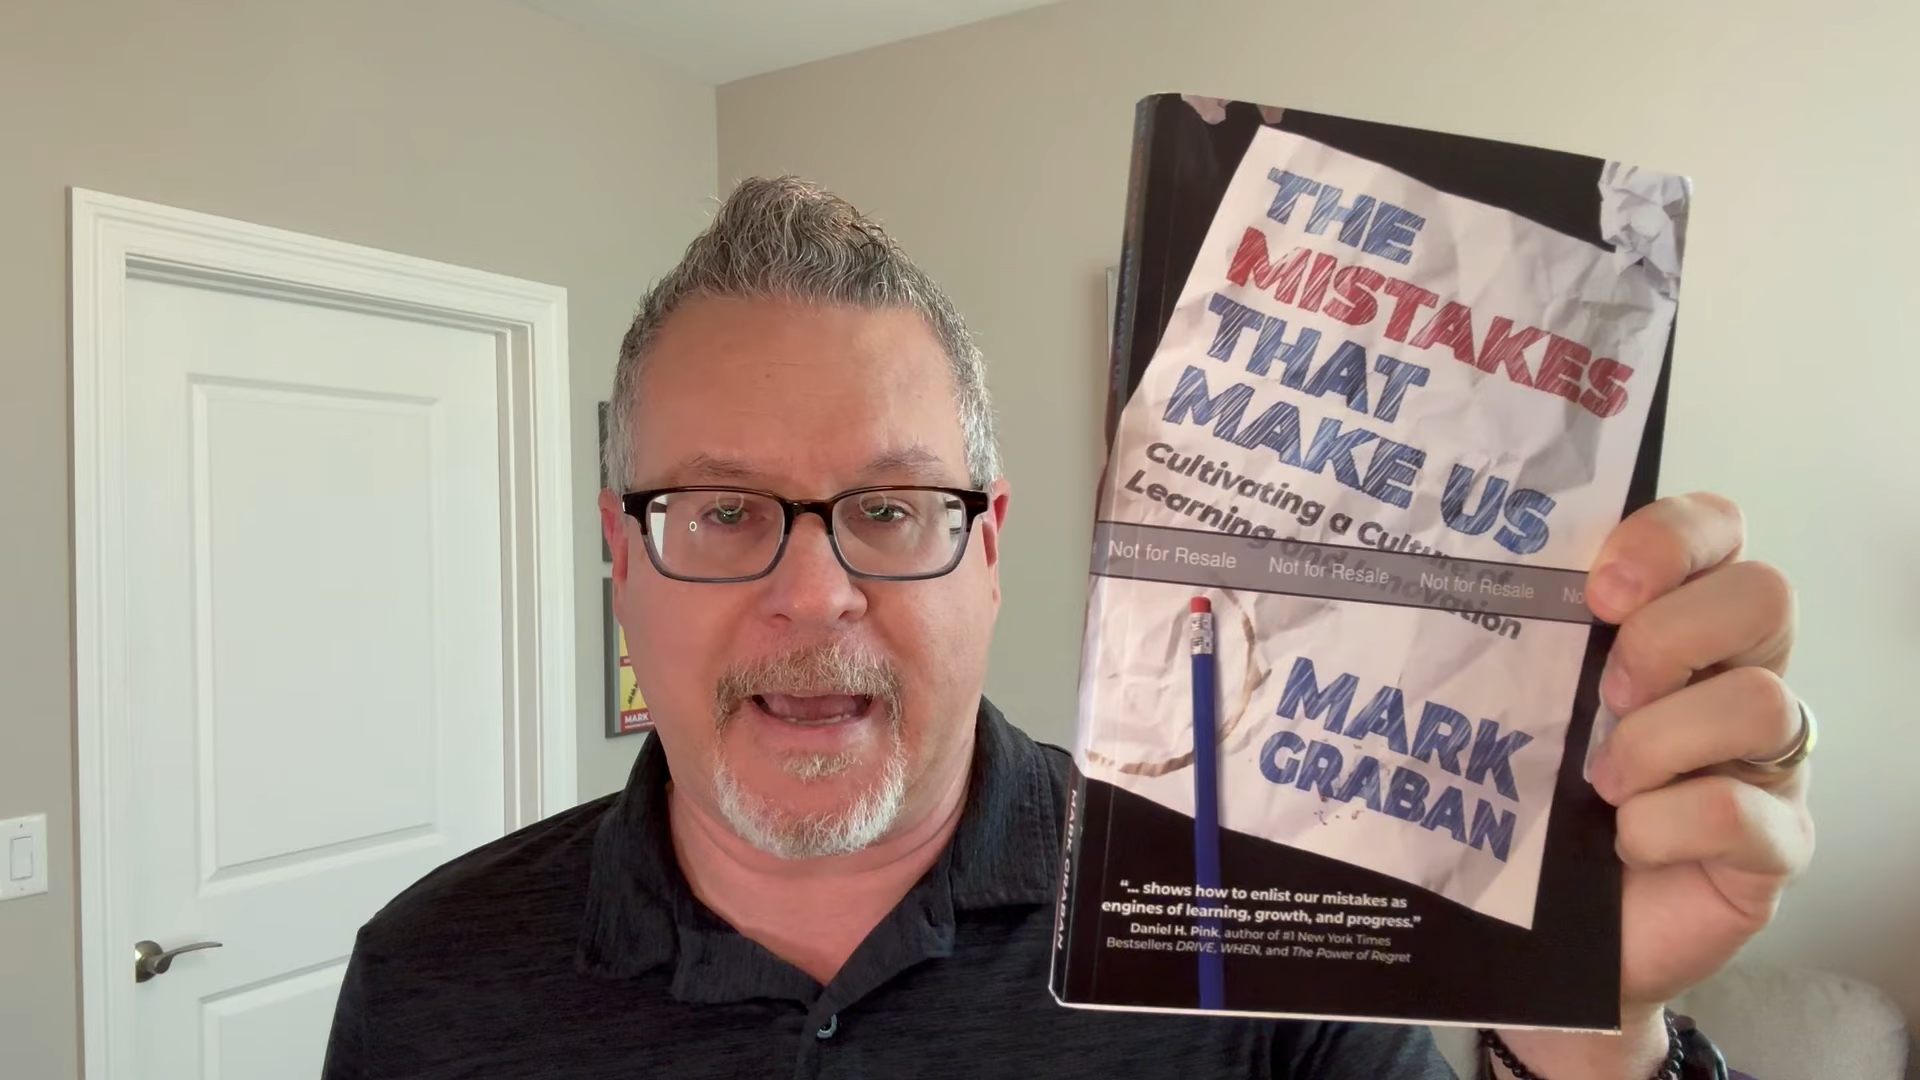 THE
MISTAKES
THAT
MAKE US
Cultivating a Culture of
Learning and Innovation
Not for Resale Not for Resale Not for Resale No
MARK
GRABAN
“... shows how to enlist our mistakes as
engines of learning, growth, and progress.”
Daniel H. Pink, author of #1 New York Times
Bestsellers DRIVE, WHEN, and The Power of Regret
MARK GRABAN
MARK